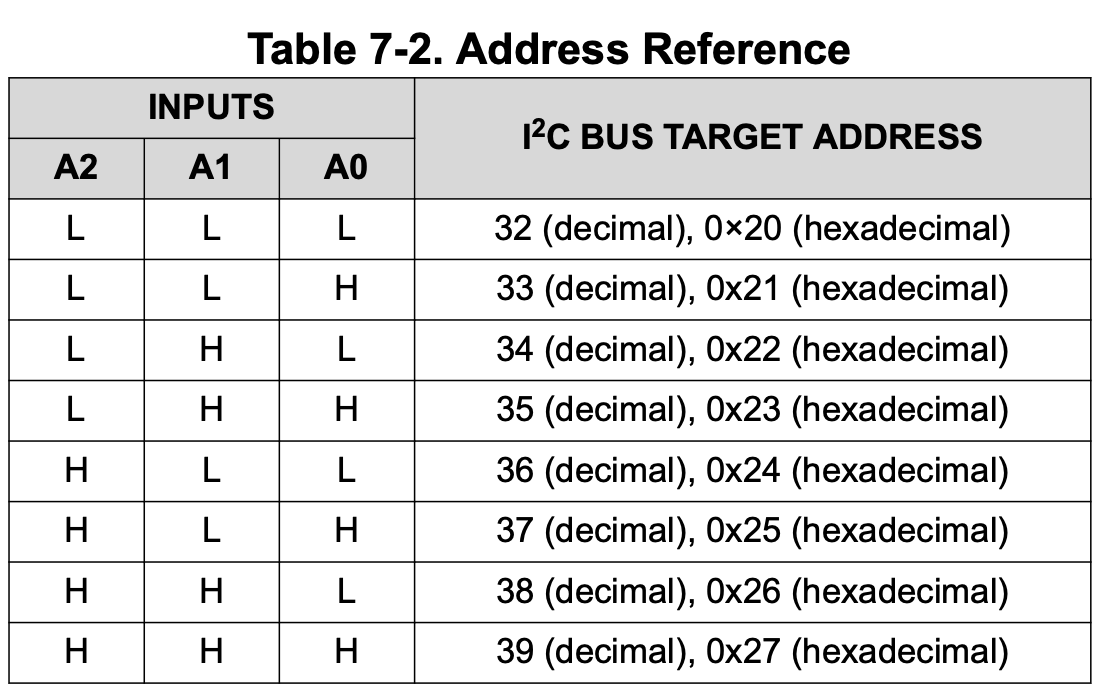 Table 7-2. Address Reference
INPUTS
I²C BUS TARGET ADDRESS
A2 A1 A0
L L L 32 (decimal), 0×20 (hexadecimal)
L L H 33 (decimal), 0x21 (hexadecimal)
L H L 34 (decimal), 0x22 (hexadecimal)
L H H 35 (decimal), 0x23 (hexadecimal)
H L L 36 (decimal), 0x24 (hexadecimal)
H L H 37 (decimal), 0x25 (hexadecimal)
H H L 38 (decimal), 0x26 (hexadecimal)
H H H 39 (decimal), 0x27 (hexadecimal)